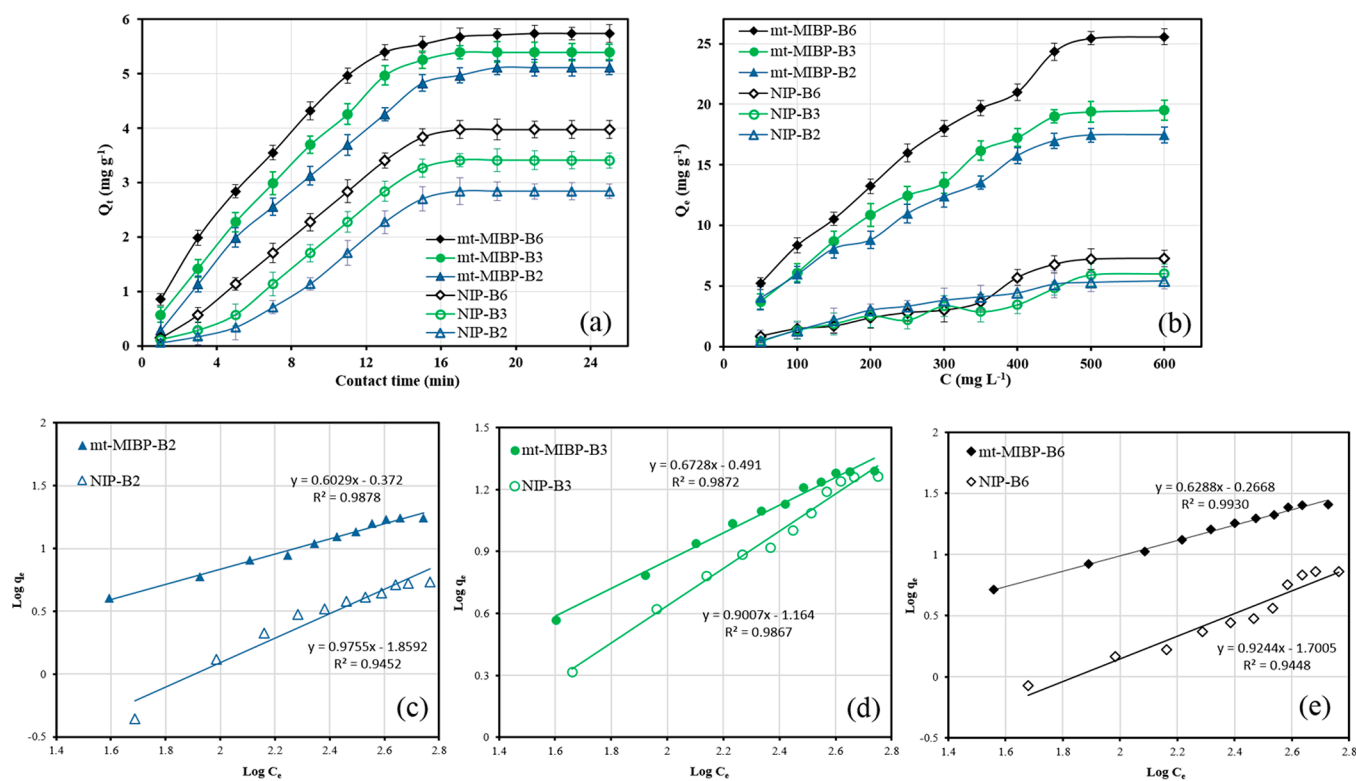 6
5
4
3
2
1
0
Q_t (mg g⁻¹)
0
4
8
12
16
20
24
28
Contact time (min)
mt-MIBP-B6
mt-MIBP-B3
mt-MIBP-B2
NIP-B6
NIP-B3
NIP-B2
(a)
25
20
15
10
5
0
Q_e (mg g⁻¹)
0
100
200
300
400
500
600
C (mg L⁻¹)
mt-MIBP-B6
mt-MIBP-B3
mt-MIBP-B2
NIP-B6
NIP-B3
NIP-B2
(b)
2
1.5
1
0.5
0
-0.5
Log q_e
mt-MIBP-B2
NIP-B2
y = 0.6029x - 0.372
R² = 0.9878
y = 0.9755x - 1.8592
R² = 0.9452
(c)
1.4
1.6
1.8
2
2.2
2.4
2.6
2.8
Log C_e
1.5
1.2
0.9
0.6
0.3
0
Log q_e
mt-MIBP-B3
NIP-B3
y = 0.6728x - 0.491
R² = 0.9872
y = 0.9007x - 1.164
R² = 0.9867
(d)
1.4
1.6
1.8
2
2.2
2.4
2.6
2.8
Log C_e
2
1.5
1
0.5
0
-0.5
Log q_e
mt-MIBP-B6
NIP-B6
y = 0.6288x - 0.2668
R² = 0.9930
y = 0.9244x - 1.7005
R² = 0.9448
(e)
1.4
1.6
1.8
2
2.2
2.4
2.6
2.8
Log C_e